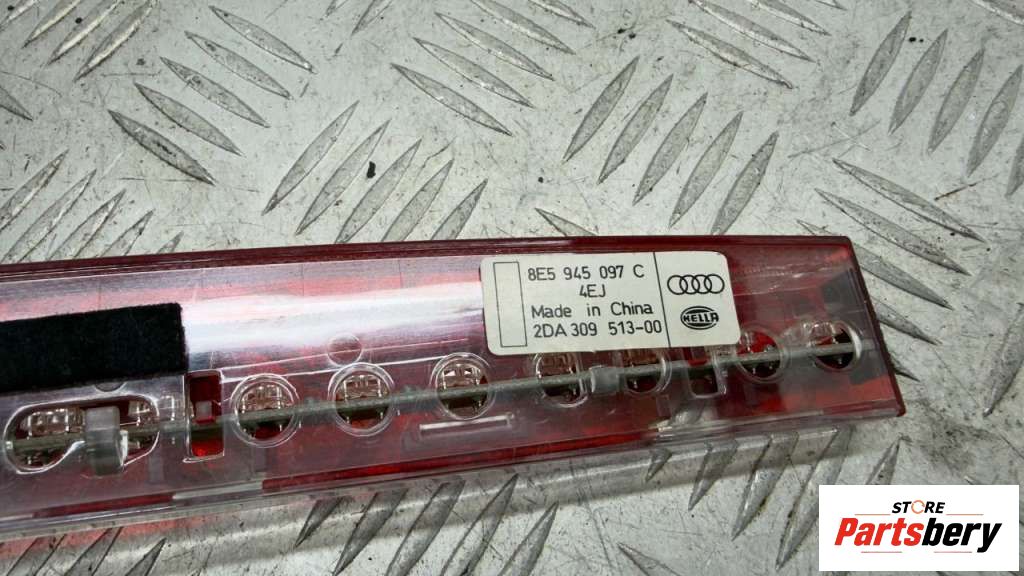 8E5 945 097 C
4EJ
Made in China
2DA 309 513-00
HELLA
STORE
Partsbery